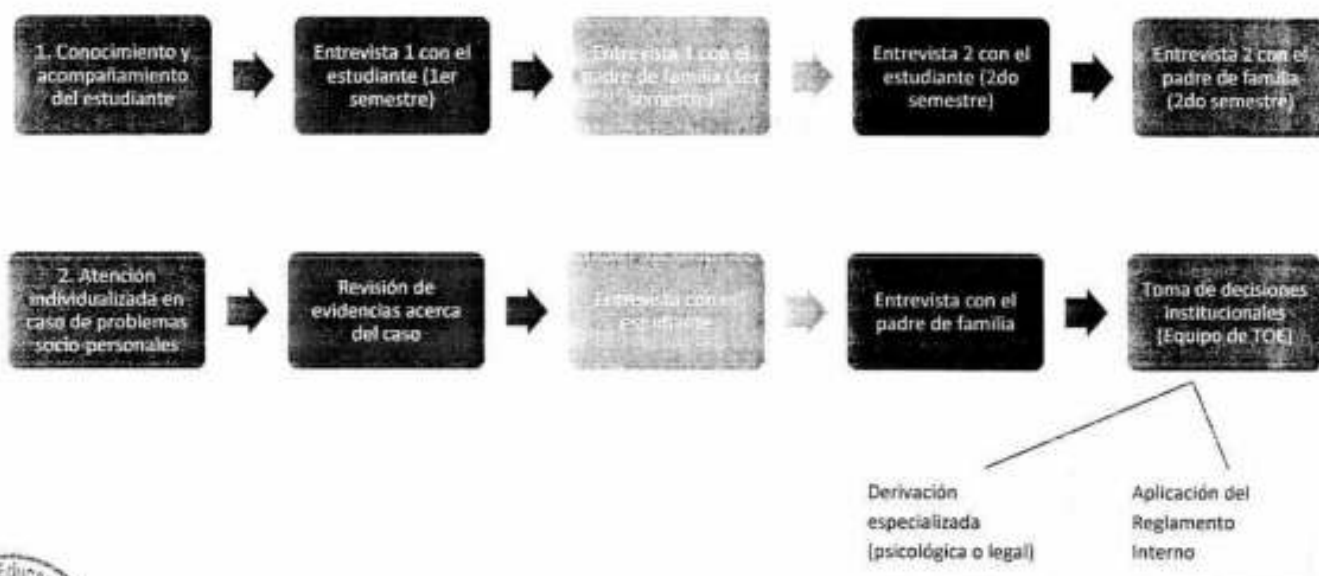 1. Conocimiento y
acompañamiento
del estudiante
Entrevista 1 con el
estudiante (1er
semestre)
Entrevista 1 con el
padre de familia (1er
semestre)
Entrevista 2 con el
estudiante (2do
semestre)
Entrevista 2 con el
padre de familia
(2do semestre)
2. Atención
individualizada en
caso de problemas
socio-personales
Revisión de
evidencias acerca
del caso
Entrevista con el
estudiante
Entrevista con el
padre de familia
Toma de decisiones
institucionales
(Equipo de TOE)
Derivación
especializada
(psicológica o legal)
Aplicación del
Reglamento
Interno